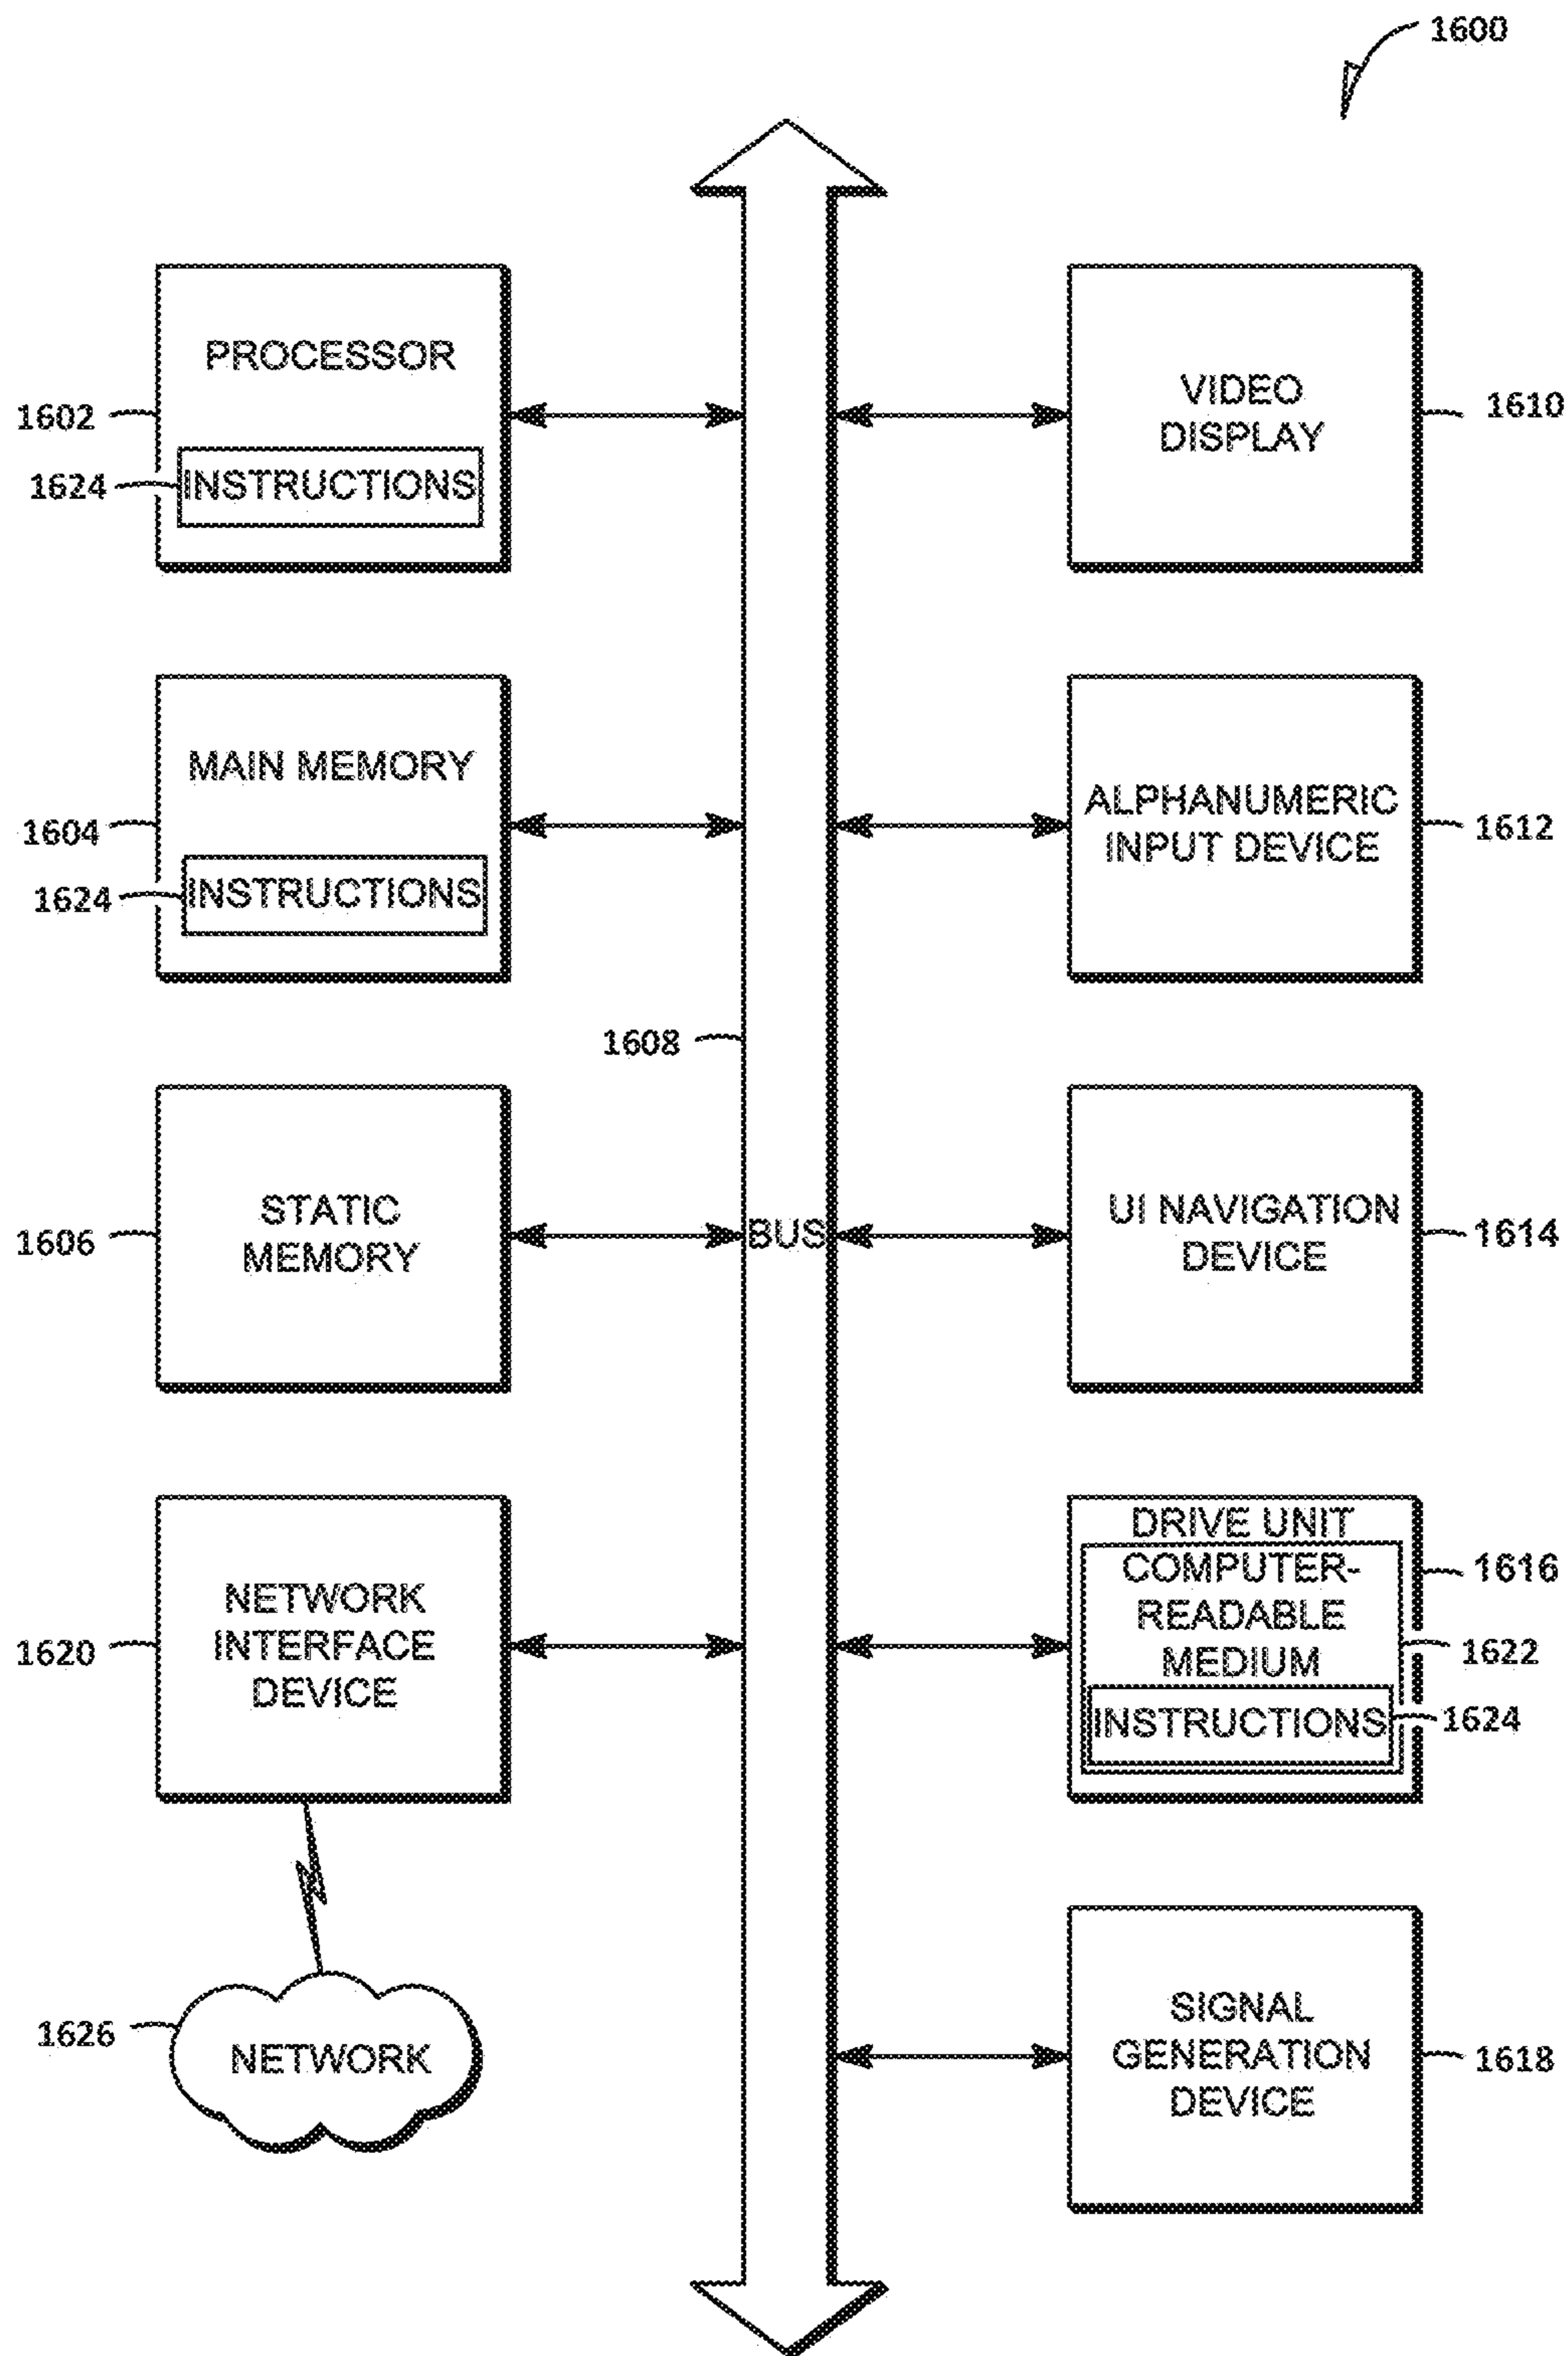 1600
PROCESSOR
1602
1624
INSTRUCTIONS
VIDEO
DISPLAY
1610
MAIN MEMORY
1604
1624
INSTRUCTIONS
ALPHANUMERIC
INPUT DEVICE
1612
1608
STATIC
MEMORY
1606
BUS
UI NAVIGATION
DEVICE
1614
NETWORK
INTERFACE
DEVICE
1620
DRIVE UNIT
COMPUTER-
READABLE
MEDIUM
INSTRUCTIONS
1616
1622
1624
1626
NETWORK
SIGNAL
GENERATION
DEVICE
1618